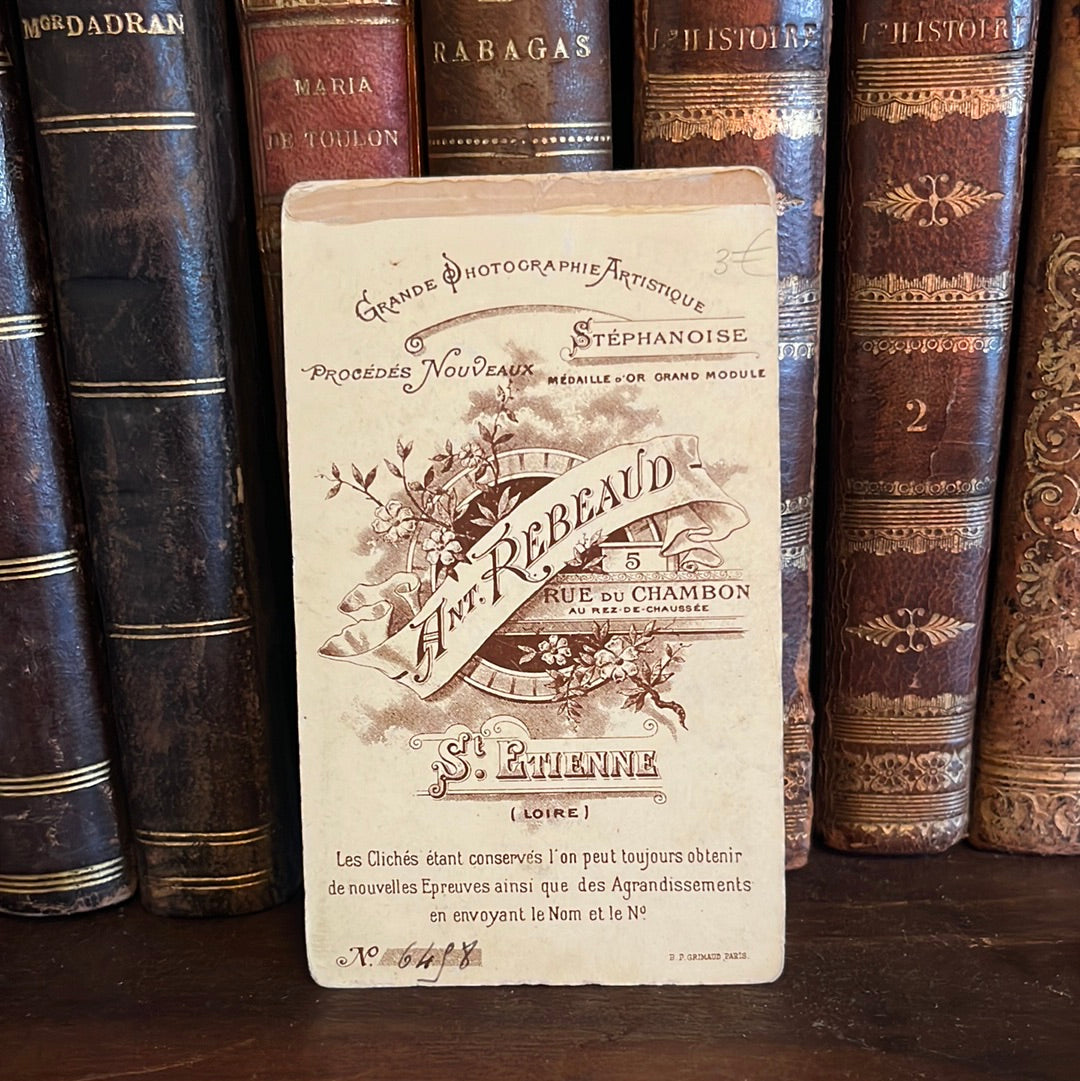 MGR DADRAN
MARIA
DE TOULON
RABAGAS
L'HISTOIRE
L'HISTOIRE
2
3€
GRANDE PHOTOGRAPHIE ARTISTIQUE
STÉPHANOISE
PROCÉDÉS NOUVEAUX
MÉDAILLE D'OR GRAND MODULE
ANT. REBEAUD
5
RUE DU CHAMBON
AU REZ-DE-CHAUSSÉE
St. ETIENNE
(LOIRE)
Les Clichés étant conservés l'on peut toujours obtenir
de nouvelles Epreuves ainsi que des Agrandissements
en envoyant le Nom et le No
No. 6498
B. P. GRIMAUD, PARIS.